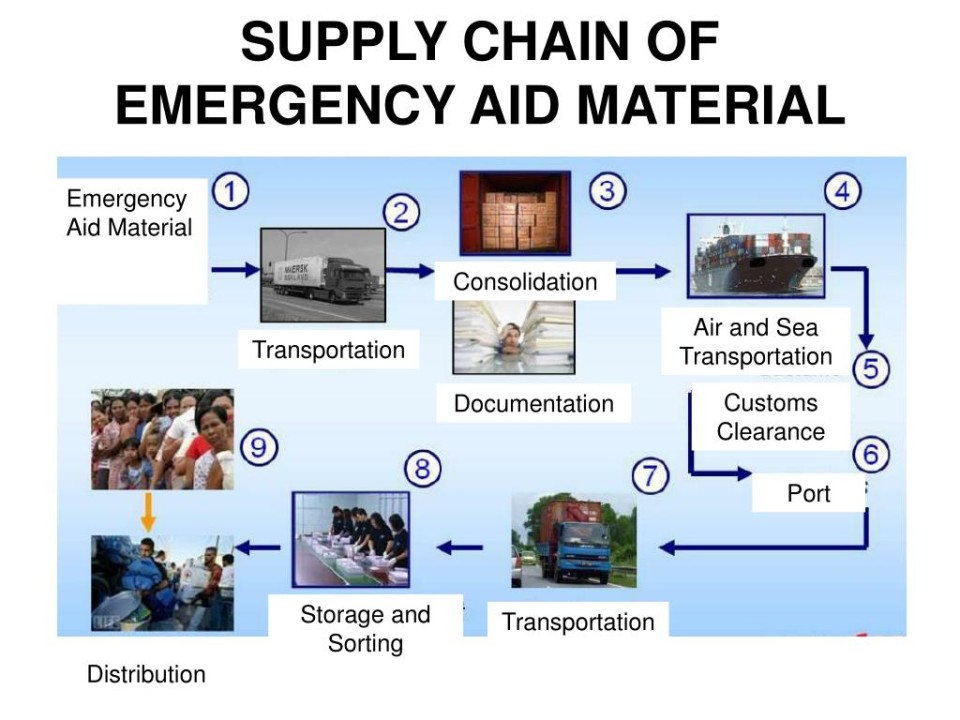 SUPPLY CHAIN OF
EMERGENCY AID MATERIAL
Emergency
Aid Material
1
2
MAERSK
SEALAND
Transportation
3
Consolidation
Documentation
4
Air and Sea
Transportation
5
Customs
Clearance
6
Port
7
Transportation
8
Storage and
Sorting
9
Distribution